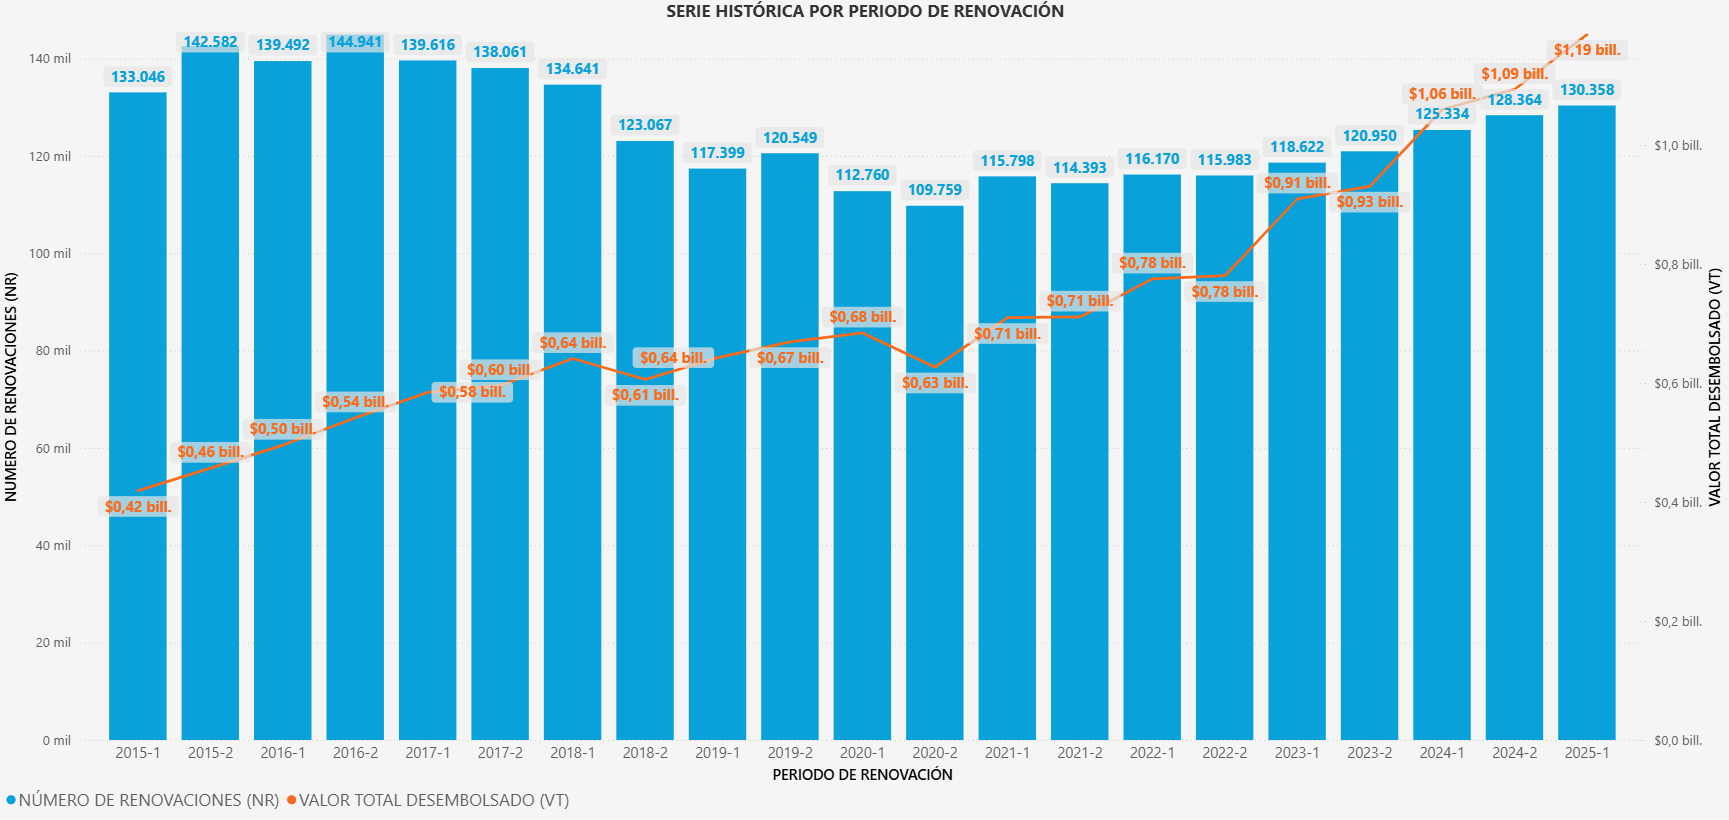 SERIE HISTÓRICA POR PERIODO DE RENOVACIÓN
NÚMERO DE RENOVACIONES (NR)
140 mil
120 mil
100 mil
80 mil
60 mil
40 mil
20 mil
0 mil
133.046
142.582
139.492
144.941
139.616
138.061
134.641
123.067
117.399
120.549
112.760
109.759
115.798
114.393
116.170
115.983
118.622
120.950
125.334
128.364
130.358
$0,42 bill.
$0,46 bill.
$0,50 bill.
$0,54 bill.
$0,58 bill.
$0,60 bill.
$0,64 bill.
$0,61 bill.
$0,64 bill.
$0,67 bill.
$0,68 bill.
$0,63 bill.
$0,71 bill.
$0,71 bill.
$0,78 bill.
$0,78 bill.
$0,91 bill.
$0,93 bill.
$1,06 bill.
$1,09 bill.
$1,19 bill.
$1,0 bill.
$0,8 bill.
$0,6 bill.
$0,4 bill.
$0,2 bill.
$0,0 bill.
VALOR TOTAL DESEMBOLSADO (VT)
2015-1 2015-2 2016-1 2016-2 2017-1 2017-2 2018-1 2018-2 2019-1 2019-2 2020-1 2020-2 2021-1 2021-2 2022-1 2022-2 2023-1 2023-2 2024-1 2024-2 2025-1
PERIODO DE RENOVACIÓN
NÚMERO DE RENOVACIONES (NR) VALOR TOTAL DESEMBOLSADO (VT)